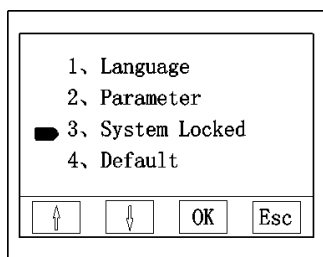 1、Language
2、Parameter
3、System Locked
4、Default
OK Esc